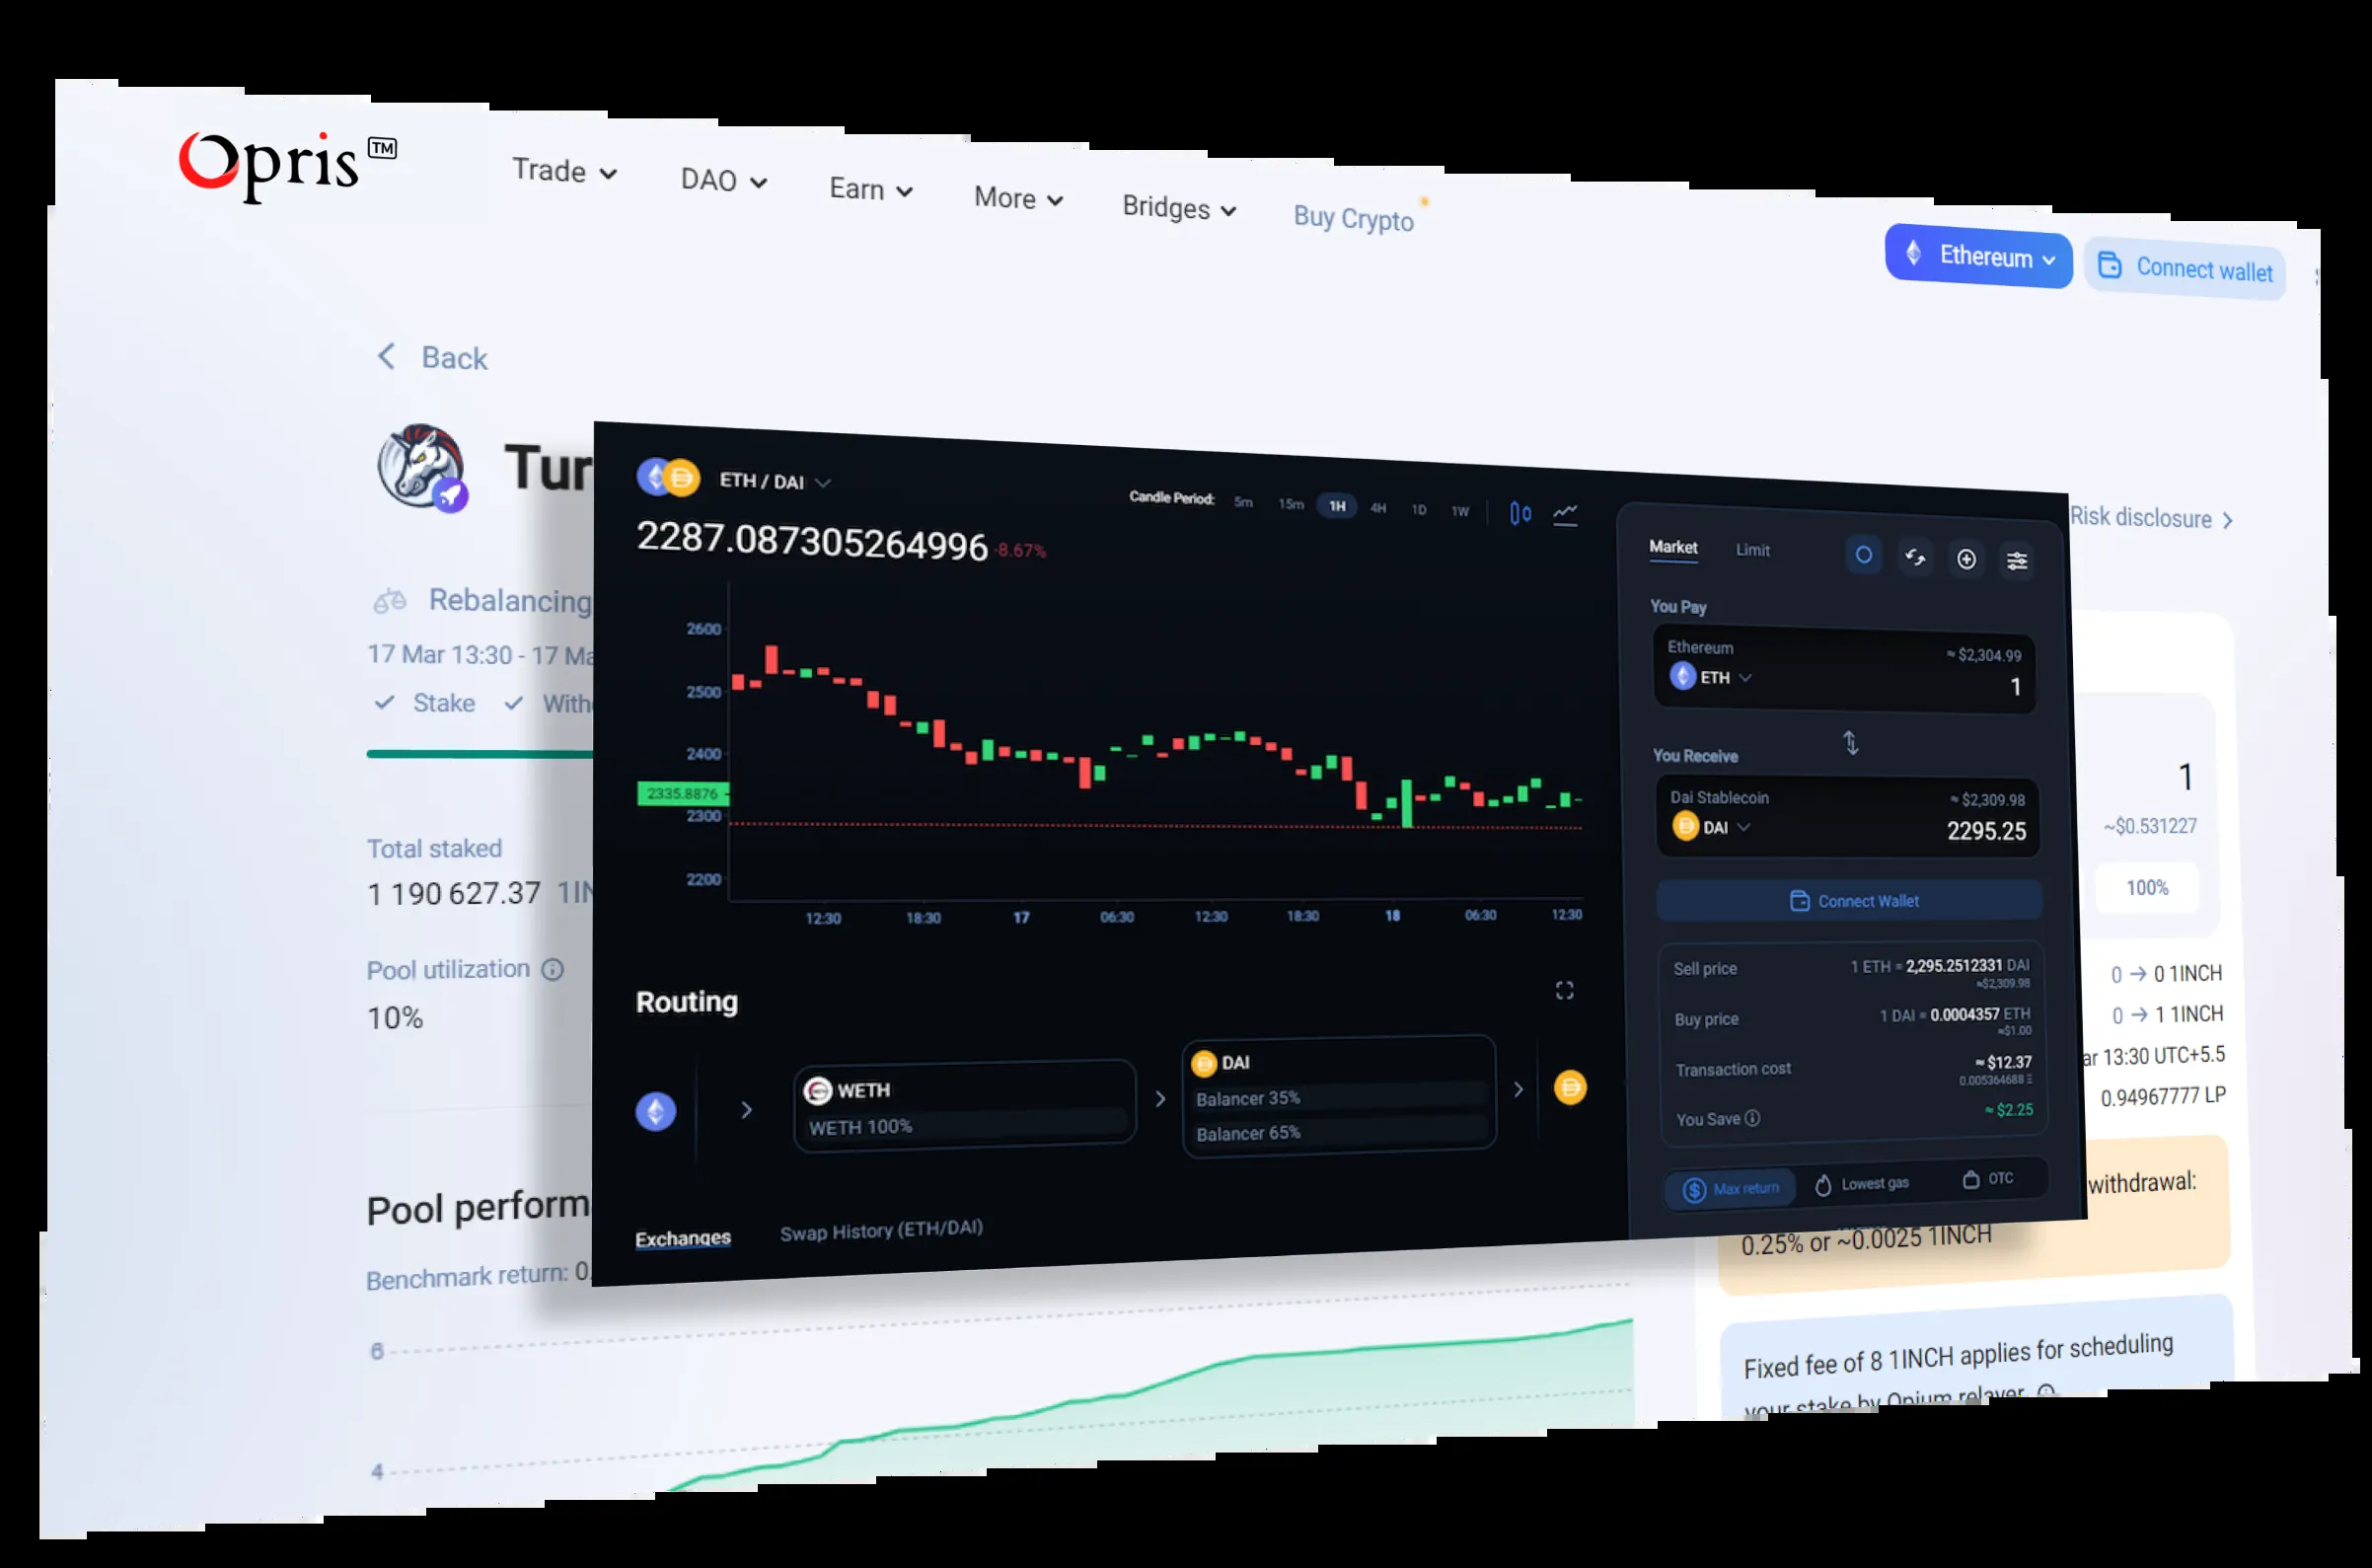 Opris TM
Trade DAO Earn More Bridges Buy Crypto
Ethereum Connect wallet
Back
Tur
Risk disclosure
Rebalancing
17 Mar 13:30 - 17 Ma
Stake With
Total staked
1 190 627.37 1IN
Pool utilization
10%
Pool perform
Benchmark return: 0.
6
4
ETH / DAI
2287.087305264996 -8.67%
Candle Period: 5m 15m 1H 4H 1D 1W
2600
2500
2400
2335.8876
2300
2200
12:30 18:30 17 06:30 12:30 18:30 18 06:30 12:30
Routing
WETH
WETH 100%
DAI
Balancer 35%
Balancer 65%
Exchanges Swap History (ETH/DAI)
Market Limit
You Pay
Ethereum ≈ $2,304.99
ETH 1
You Receive
Dai Stablecoin ≈ $2,309.98
DAI 2295.25
Connect Wallet
Sell price 1 ETH = 2,295.2512331 DAI
≈$2,309.98
Buy price 1 DAI = 0.0004357 ETH
≈$1.00
Transaction cost ≈ $12.37
0.005364688 Ξ
You Save ≈ $2.25
Max return Lowest gas OTC
1
~$0.531227
100%
0 → 0 1INCH
0 → 1 1INCH
ar 13:30 UTC+5.5
0.94967777 LP
withdrawal:
0.25% or ~0.0025 1INCH
Fixed fee of 8 1INCH applies for scheduling
your stake by Opium relayer.